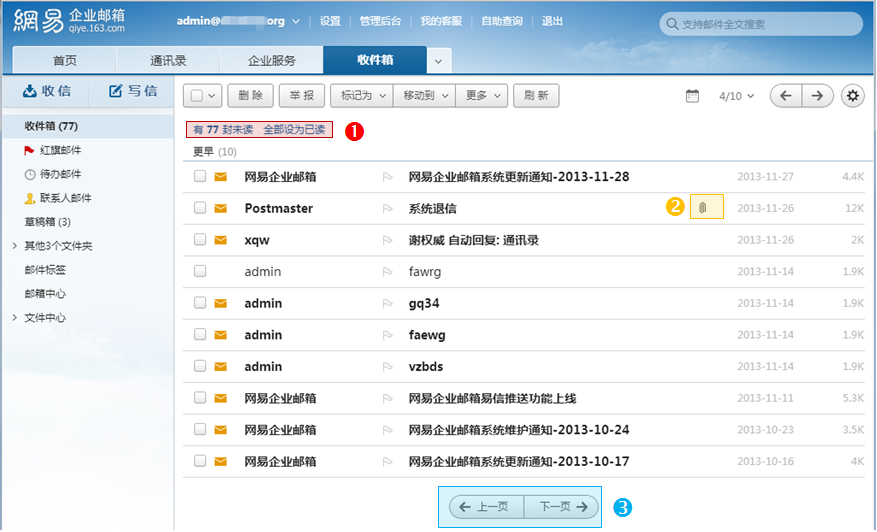 網易 企业邮箱
qiye.163.com
admin@ org 设置 管理后台 我的客服 自助查询 退出
支持邮件全文搜索
首页 通讯录 企业服务 收件箱
收信 写信
删 除 举 报 标记为 移动到 更多 刷 新 4/10
收件箱 (77)
红旗邮件
待办邮件
联系人邮件
草稿箱 (3)
其他3个文件夹
邮件标签
邮箱中心
文件中心
有 77 封未读 全部设为已读 1
更早 (10)
网易企业邮箱 网易企业邮箱系统更新通知-2013-11-28 2013-11-27 4.4K
Postmaster 系统退信 2 2013-11-26 12K
xqw 谢权威 自动回复: 通讯录 2013-11-26 2K
admin fawrg 2013-11-14 1.9K
admin gq34 2013-11-14 1.9K
admin faewg 2013-11-14 1.9K
admin vzbds 2013-11-14 1.9K
网易企业邮箱 网易企业邮箱易信推送功能上线 2013-11-11 5.3K
网易企业邮箱 网易企业邮箱系统维护通知-2013-10-24 2013-10-23 3.5K
网易企业邮箱 网易企业邮箱系统更新通知-2013-10-17 2013-10-16 4K
上一页 下一页 3